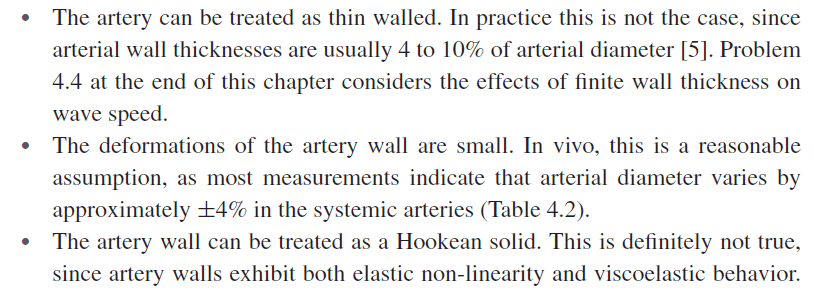 • The artery can be treated as thin walled. In practice this is not the case, since
arterial wall thicknesses are usually 4 to 10% of arterial diameter [5]. Problem
4.4 at the end of this chapter considers the effects of finite wall thickness on
wave speed.
• The deformations of the artery wall are small. In vivo, this is a reasonable
assumption, as most measurements indicate that arterial diameter varies by
approximately ±4% in the systemic arteries (Table 4.2).
• The artery wall can be treated as a Hookean solid. This is definitely not true,
since artery walls exhibit both elastic non-linearity and viscoelastic behavior.